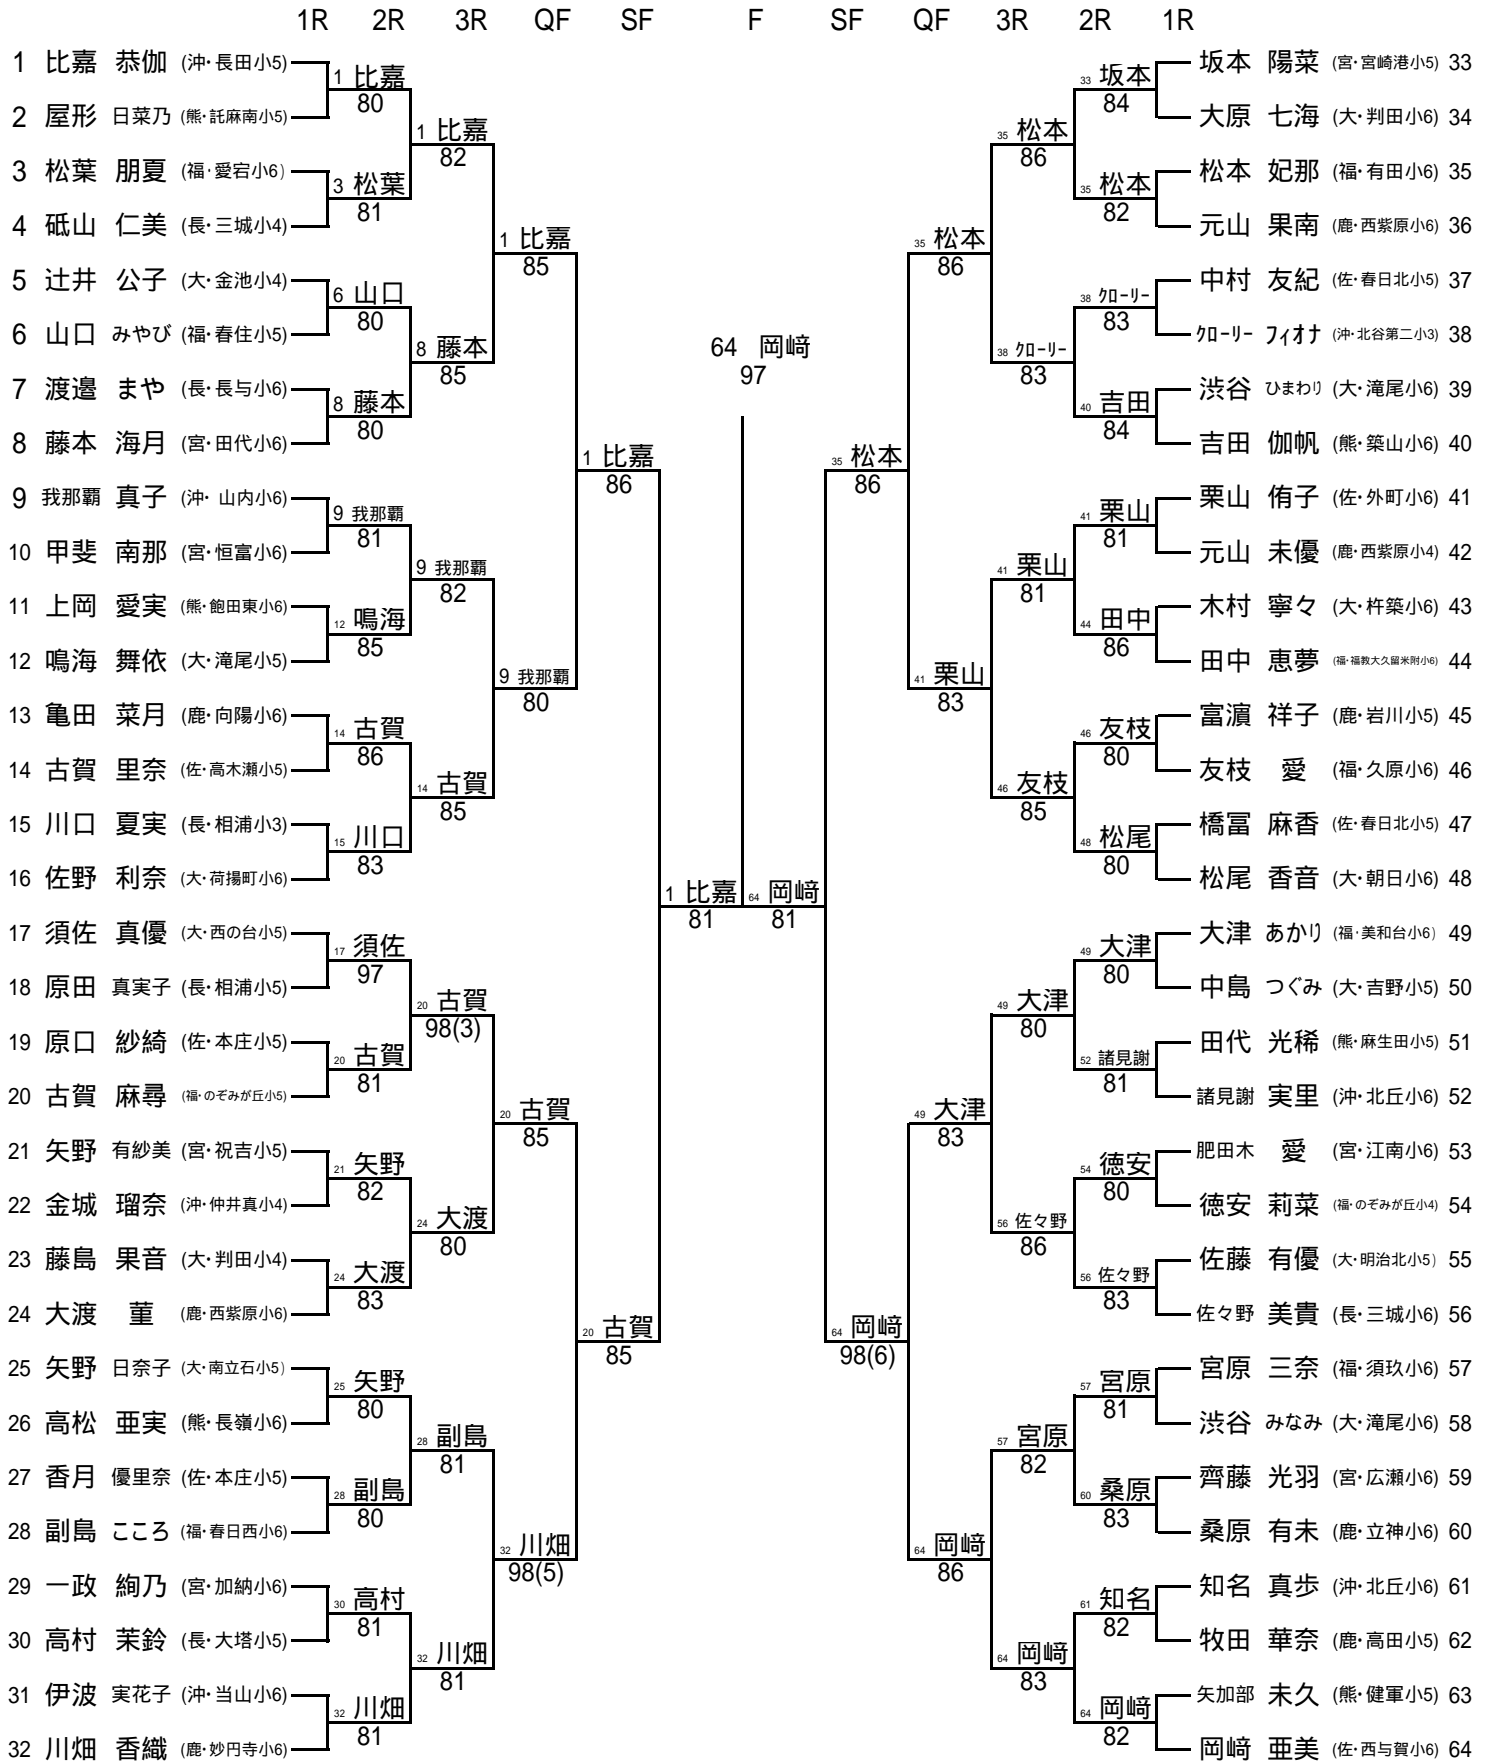 1R 2R 3R QF SF F SF QF 3R 2R 1R
1 比嘉 恭伽 (沖・長田小5)
2 屋形 日菜乃 (熊・託麻南小5)
3 松葉 朋夏 (福・愛宕小6)
4 砥山 仁美 (長・三城小4)
5 辻井 公子 (大・金池小4)
6 山口 みやび (福・春住小5)
7 渡邉 まや (長・長与小6)
8 藤本 海月 (宮・田代小6)
9 我那覇 真子 (沖・山内小6)
10 甲斐 南那 (宮・恒富小6)
11 上岡 愛実 (熊・飽田東小6)
12 鳴海 舞依 (大・滝尾小5)
13 亀田 菜月 (鹿・向陽小6)
14 古賀 里奈 (佐・高木瀬小5)
15 川口 夏実 (長・相浦小3)
16 佐野 利奈 (大・荷揚町小6)
17 須佐 真優 (大・西の台小5)
18 原田 真実子 (長・相浦小5)
19 原口 紗綺 (佐・本庄小5)
20 古賀 麻尋 (福・のぞみが丘小5)
21 矢野 有紗美 (宮・祝吉小5)
22 金城 瑠奈 (沖・仲井真小4)
23 藤島 果音 (大・判田小4)
24 大渡 菫 (鹿・西紫原小6)
25 矢野 日奈子 (大・南立石小5)
26 高松 亜実 (熊・長嶺小6)
27 香月 優里奈 (佐・本庄小5)
28 副島 こころ (福・春日西小6)
29 一政 絢乃 (宮・加納小6)
30 高村 茉鈴 (長・大塔小5)
31 伊波 実花子 (沖・当山小6)
32 川畑 香織 (鹿・妙円寺小6)
1 比嘉
80
3 松葉
81
6 山口
80
8 藤本
80
9 我那覇
81
12 鳴海
85
14 古賀
86
15 川口
83
17 須佐
97
20 古賀
81
21 矢野
82
24 大渡
83
25 矢野
80
28 副島
80
30 高村
81
32 川畑
81
1 比嘉
82
8 藤本
85
9 我那覇
82
14 古賀
85
20 古賀
98(3)
24 大渡
80
28 副島
81
32 川畑
81
1 比嘉
85
9 我那覇
80
20 古賀
85
32 川畑
98(5)
1 比嘉
86
20 古賀
85
1 比嘉
81
64 岡﨑
97
64 岡﨑
81
35 松本
86
64 岡﨑
98(6)
35 松本
86
41 栗山
83
49 大津
83
64 岡﨑
86
35 松本
86
38 クローリー
83
41 栗山
81
46 友枝
85
49 大津
80
56 佐々野
86
57 宮原
82
64 岡﨑
83
33 坂本
84
35 松本
82
38 クローリー
83
40 吉田
84
41 栗山
81
44 田中
86
46 友枝
80
48 松尾
80
49 大津
80
52 諸見謝
81
54 徳安
80
56 佐々野
83
57 宮原
81
60 桑原
83
61 知名
82
64 岡﨑
82
坂本 陽菜 (宮・宮崎港小5) 33
大原 七海 (大・判田小6) 34
松本 妃那 (福・有田小6) 35
元山 果南 (鹿・西紫原小6) 36
中村 友紀 (佐・春日北小5) 37
クローリー フィオナ (沖・北谷第二小3) 38
渋谷 ひまわり (大・滝尾小6) 39
吉田 伽帆 (熊・築山小6) 40
栗山 侑子 (佐・外町小6) 41
元山 未優 (鹿・西紫原小4) 42
木村 寧々 (大・杵築小6) 43
田中 恵夢 (福・福教大久留米附小6) 44
富濵 祥子 (鹿・岩川小5) 45
友枝 愛 (福・久原小6) 46
橋冨 麻香 (佐・春日北小5) 47
松尾 香音 (大・朝日小6) 48
大津 あかり (福・美和台小6) 49
中島 つぐみ (大・吉野小5) 50
田代 光稀 (熊・麻生田小5) 51
諸見謝 実里 (沖・北丘小6) 52
肥田木 愛 (宮・江南小6) 53
徳安 莉菜 (福・のぞみが丘小4) 54
佐藤 有優 (大・明治北小5) 55
佐々野 美貴 (長・三城小6) 56
宮原 三奈 (福・須玖小6) 57
渋谷 みなみ (大・滝尾小6) 58
齊藤 光羽 (宮・広瀬小6) 59
桑原 有未 (鹿・立神小6) 60
知名 真歩 (沖・北丘小6) 61
牧田 華奈 (鹿・高田小5) 62
矢加部 未久 (熊・健軍小5) 63
岡﨑 亜美 (佐・西与賀小6) 64